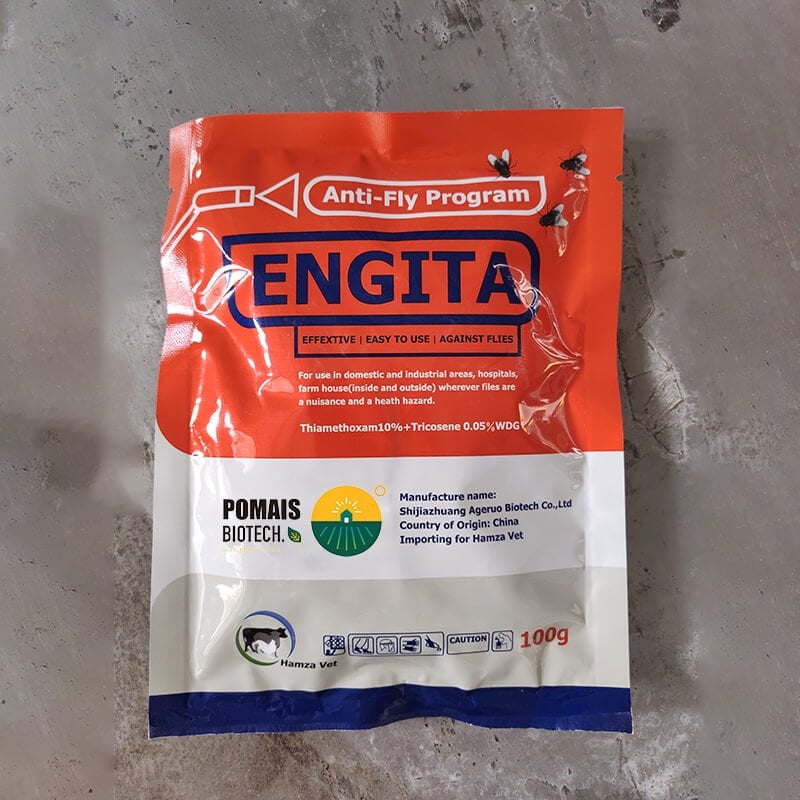 Anti-Fly Program
ENGITA
EFFEXTIVE | EASY TO USE | AGAINST FLIES
For use in domestic and industrial areas, hospitals,
farm house(inside and outside) wherever files are
a nuisance and a heath hazard.
Thiamethoxam10%+Tricosene 0.05%WDG
POMAIS
BIOTECH.
Manufacture name:
Shijiazhuang Ageruo Biotech Co.,Ltd
Country of Origin: China
Importing for Hamza Vet
Hamza Vet
CAUTION
100g